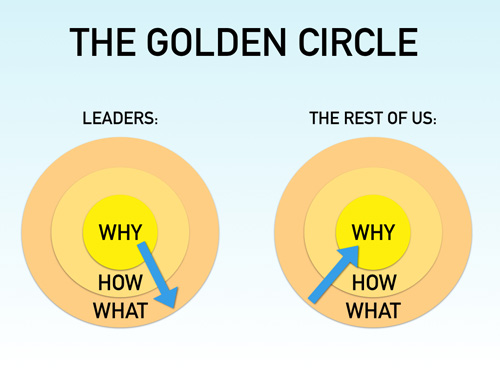 THE GOLDEN CIRCLE
LEADERS:
WHY
HOW
WHAT
THE REST OF US:
WHY
HOW
WHAT